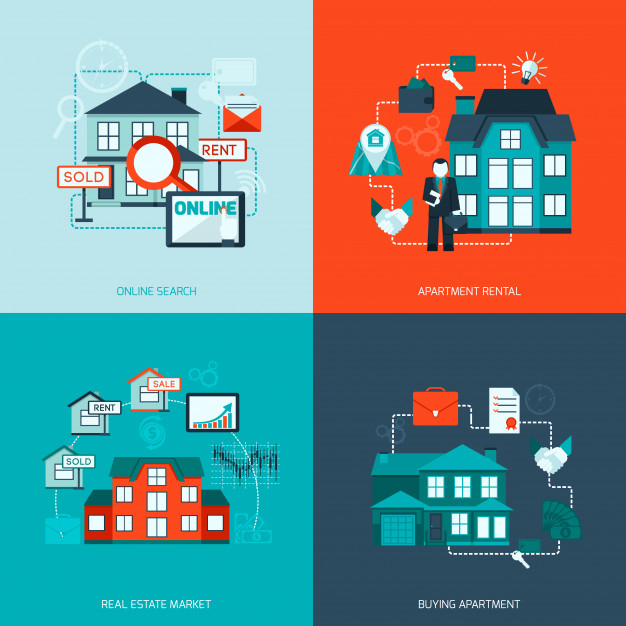 RENT
SOLD
ONLINE
ONLINE SEARCH
APARTMENT RENTAL
SALE
RENT
SOLD
REAL ESTATE MARKET
BUYING APARTMENT